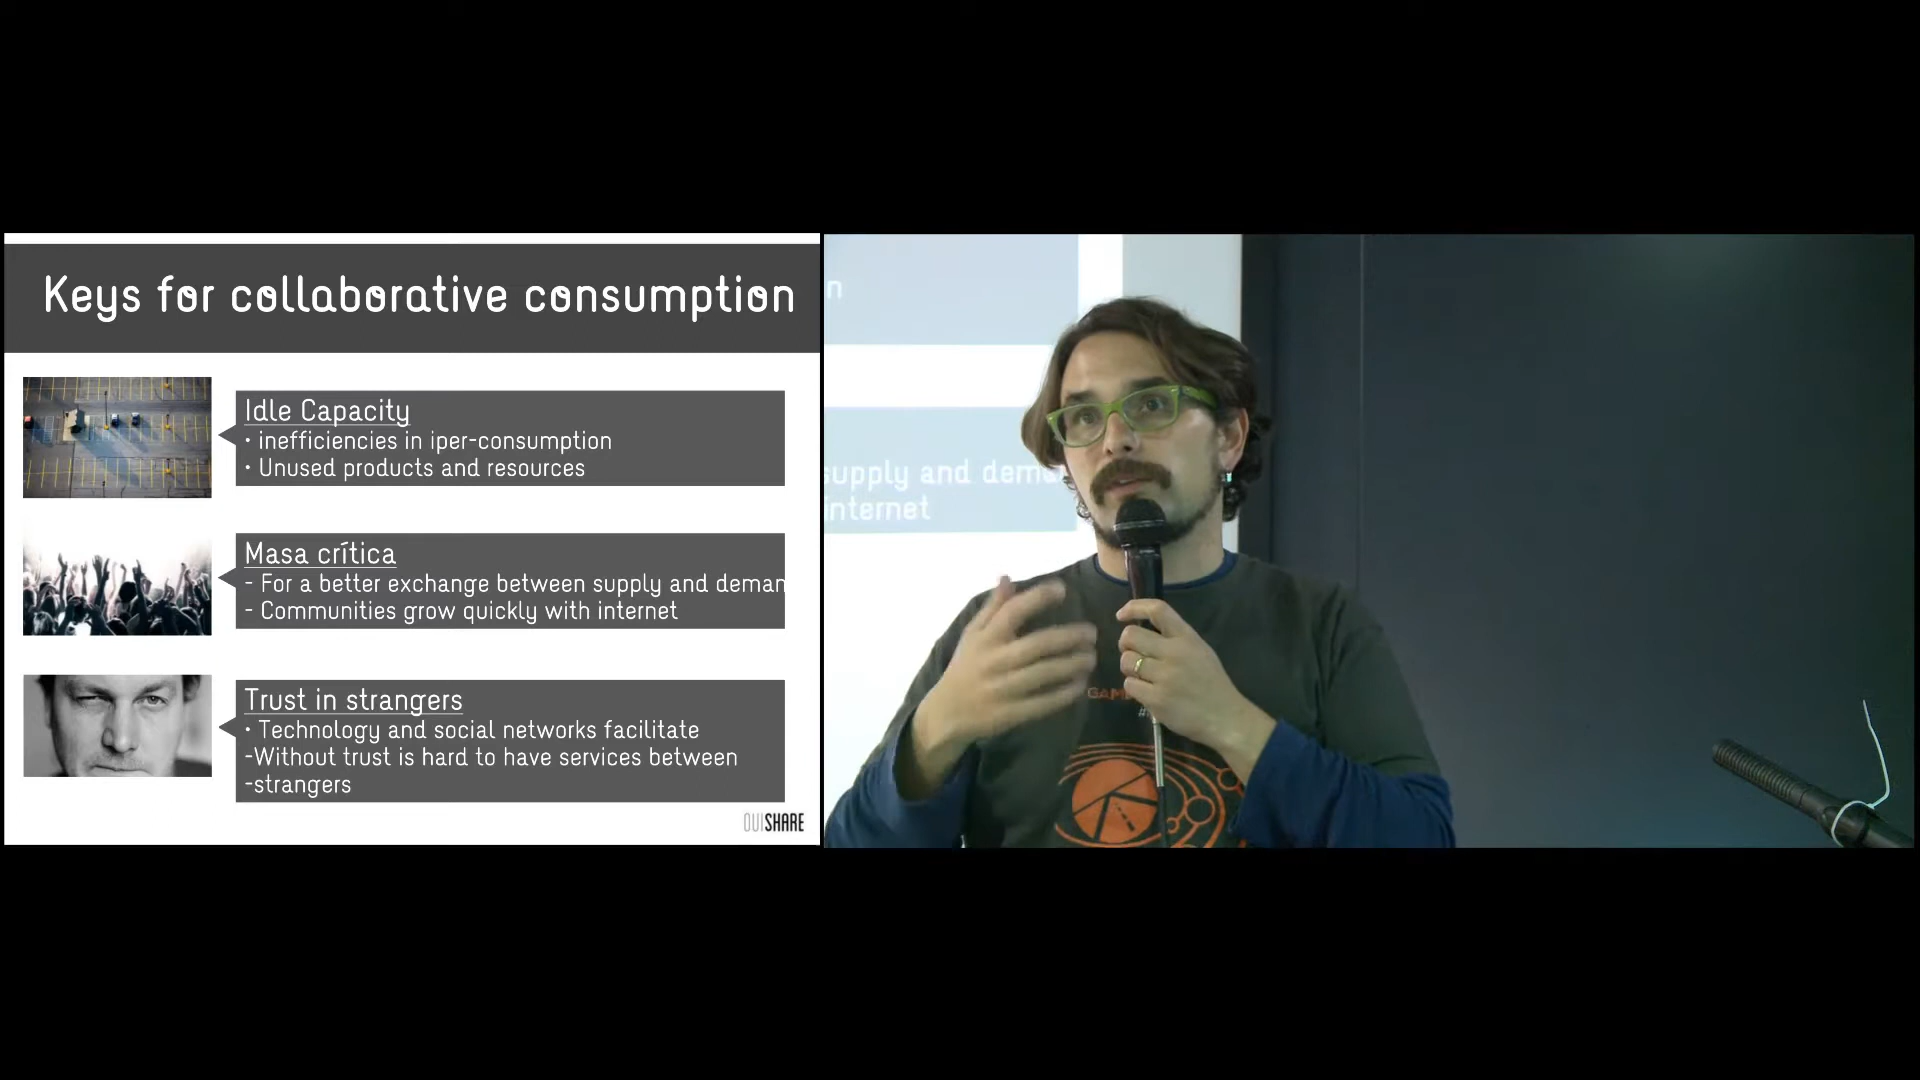 Keys for collaborative consumption
Idle Capacity
• inefficiencies in iper-consumption
• Unused products and resources
Masa crítica
- For a better exchange between supply and deman
- Communities grow quickly with internet
Trust in strangers
• Technology and social networks facilitate
-Without trust is hard to have services between
-strangers
OUISHARE
n
supply and dem
internet